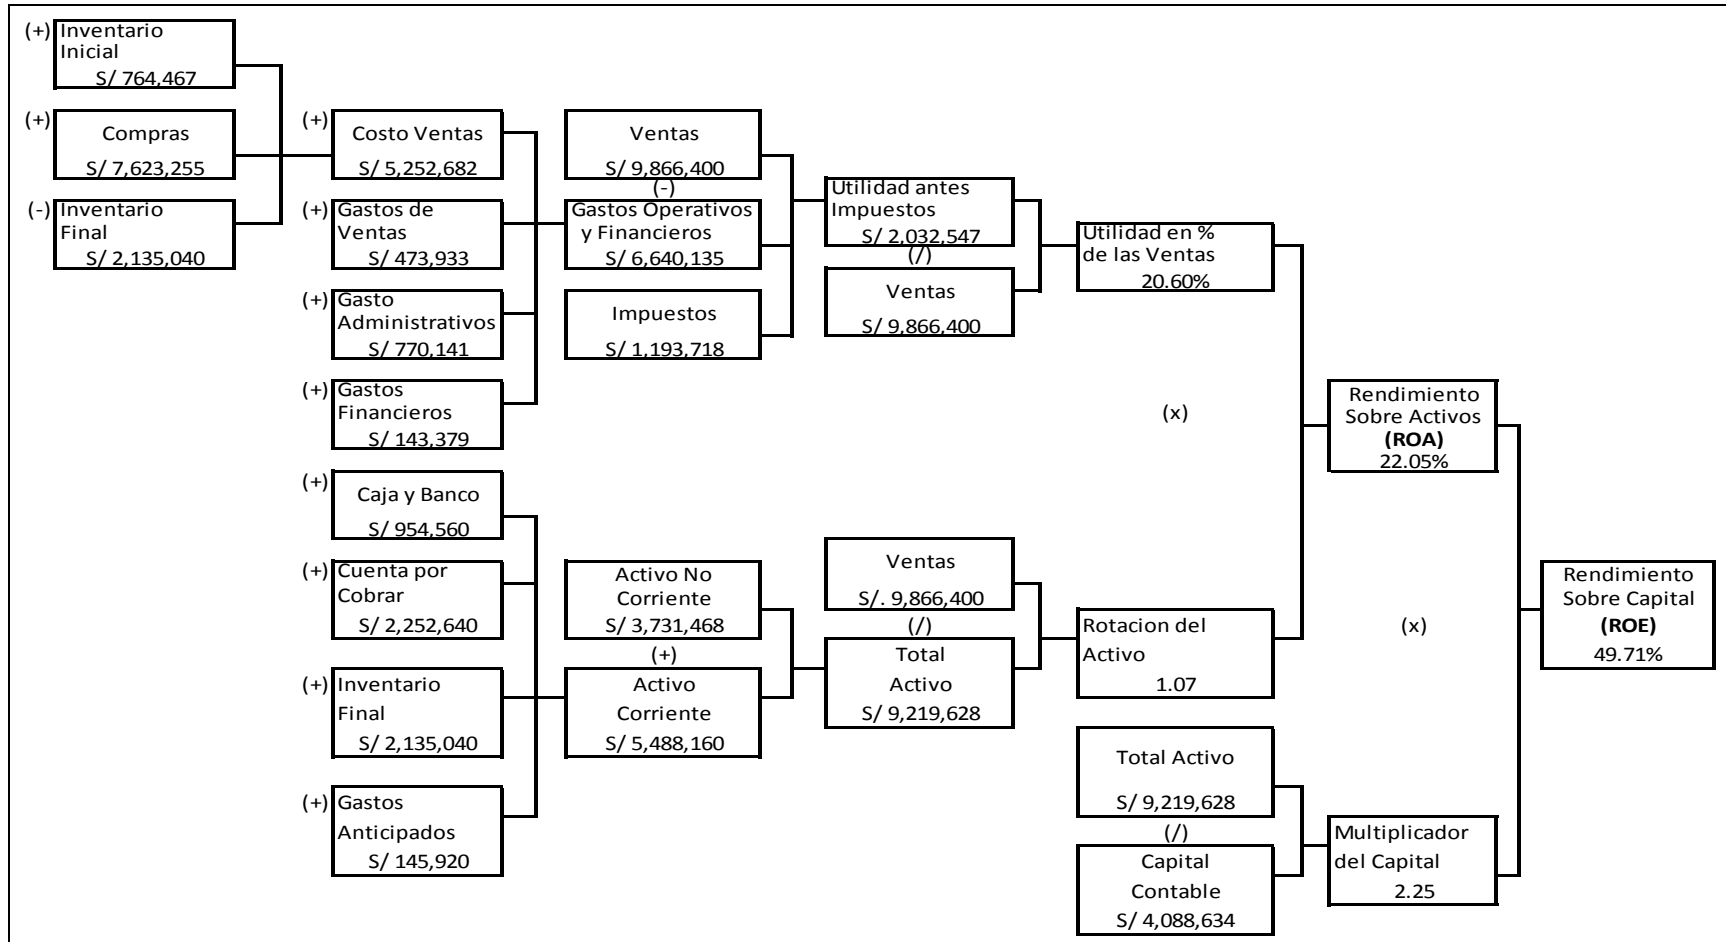 (+) Inventario
Inicial
S/ 764,467
(+) Compras
S/ 7,623,255
(-) Inventario
Final
S/ 2,135,040
(+) Costo Ventas
S/ 5,252,682
(+) Gastos de
Ventas
S/ 473,933
(+) Gasto
Administrativos
S/ 770,141
(+) Gastos
Financieros
S/ 143,379
Ventas
S/ 9,866,400
(-)
Gastos Operativos
y Financieros
S/ 6,640,135
Impuestos
S/ 1,193,718
Utilidad antes
Impuestos
S/ 2,032,547
(/)
Ventas
S/ 9,866,400
Utilidad en %
de las Ventas
20.60%
(x)
(+) Caja y Banco
S/ 954,560
(+) Cuenta por
Cobrar
S/ 2,252,640
(+) Inventario
Final
S/ 2,135,040
(+) Gastos
Anticipados
S/ 145,920
Activo No
Corriente
S/ 3,731,468
(+)
Activo
Corriente
S/ 5,488,160
Ventas
S/. 9,866,400
(/)
Total
Activo
S/ 9,219,628
Rotacion del
Activo
1.07
Rendimiento
Sobre Activos
(ROA)
22.05%
(x)
Total Activo
S/ 9,219,628
(/)
Capital
Contable
S/ 4,088,634
Multiplicador
del Capital
2.25
Rendimiento
Sobre Capital
(ROE)
49.71%